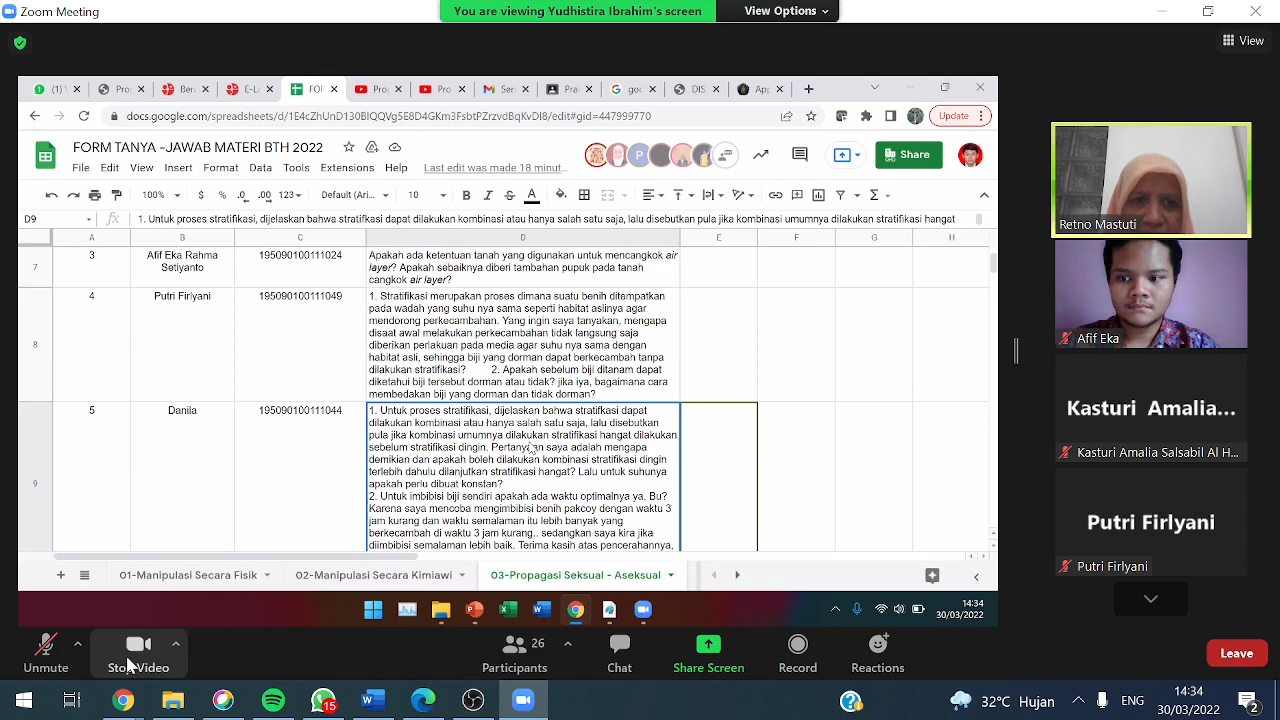 Zoom Meeting
You are viewing Yudhistira Ibrahim's screen
View Options
View
(1)
FORM TANYA -JAWAB MATERI BTH 2022
docs.google.com/spreadsheets/d/1E4cZhUnD130BIQQVg5E8D4GKm3FsbtPZrzvdBqKvDI8/edit#gid=447999770
Update
File Edit View Insert Format Data Tools Extensions Help
Last edit was made 18 minut...
Share
100%
$ % .0 .00 123
Default (Ari...
10
B I S A
D9
1. Untuk proses stratifikasi, dijelaskan bahwa stratifkasi dapat dilakukan kombinasi atau hanya salah satu saja, lalu disebutkan pula jika kombinasi umumnya dilakukan stratifikasi hangat
A B C D E F G H
7
3
Afif Eka Rahma
Setiyanto
195090100111024
Apakah ada ketentuan tanah yang digunakan untuk mencangkok air
layer? Apakah sebaiknya diberi tambahan pupuk pada tanah
cangkok air layer?
8
4
Putri Firlyani
195090100111049
1. Stratifikasi merupakan proses dimana suatu benih ditempatkan
pada wadah yang suhu nya sama seperti habitat aslinya agar
mendorong perkecambahan. Yang ingin saya tanyakan, mengapa
disaat awal melakukan perkecambahan tidak langsung saja
diberikan perlakuan pada media agar suhu nya sama dengan
habitat asli, sehingga biji yang dorman dapat berkecambah tanpa
dilakukan stratifikasi? 2. Apakah sebelum biji ditanam dapat
diketahui biji tersebut dorman atau tidak? jika iya, bagaimana cara
membedakan biji yang dorman dan tidak dorman?
9
5
Danila
195090100111044
1. Untuk proses stratifikasi, dijelaskan bahwa stratifkasi dapat
dilakukan kombinasi atau hanya salah satu saja, lalu disebutkan
pula jika kombinasi umumnya dilakukan stratifikasi hangat dilakukan
sebelum stratifikasi dingin. Pertanyaan saya adalah mengapa
demikian dan apakah boleh dilakukan kombinasi stratifikasi dingin
terlebih dahulu dilanjutkan stratifikasi hangat? Lalu untuk suhunya
apakah perlu dibuat konstan?
2. Untuk imbibisi biji sendiri apakah ada waktu optimalnya ya, Bu?
Karena saya mencoba mengimbibisi benih pakcoy dengan waktu 3
jam kurang dan waktu semalaman itu lebih banyak yang
berkecambah di waktu 3 jam kurang.. sedangkan saya kira jika
diimbibisi semalaman lebih baik. Terima kasih atas pencerahannya,
01-Manipulasi Secara Fisik
02-Manipulasi Secara Kimiawi
03-Propagasi Seksual - Aseksual
14:34
30/03/2022
Retno Mastuti
Afif Eka
Kasturi Amalia...
Kasturi Amalia Salsabil Al H...
Putri Firlyani
Putri Firlyani
Unmute
Stop Video
Participants
26
Chat
Share Screen
Record
Reactions
Leave
15
32°C Hujan
ENG
14:34
30/03/2022
2